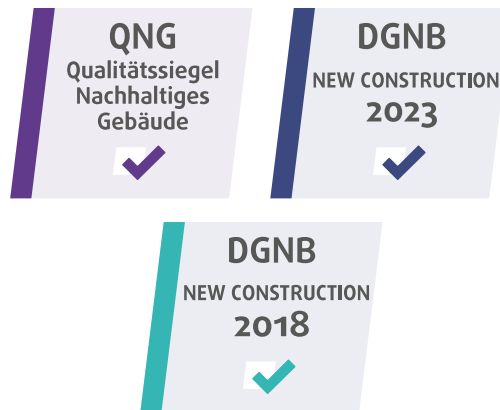 QNG
Qualitätssiegel
Nachhaltiges
Gebäude
DGNB
NEW CONSTRUCTION
2023
DGNB
NEW CONSTRUCTION
2018